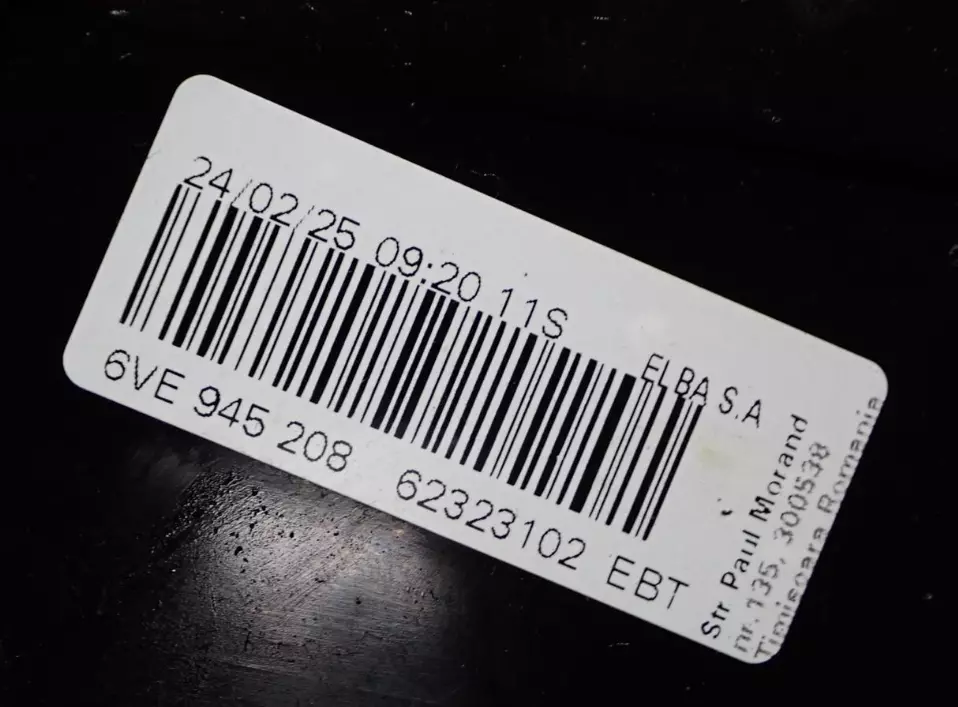 24/02/25 09:20 11S
ELBA S.A
6VE 945 208 62323102 EBT
Str Paul Morand
nr. 135, 300538
Timisoara Romania